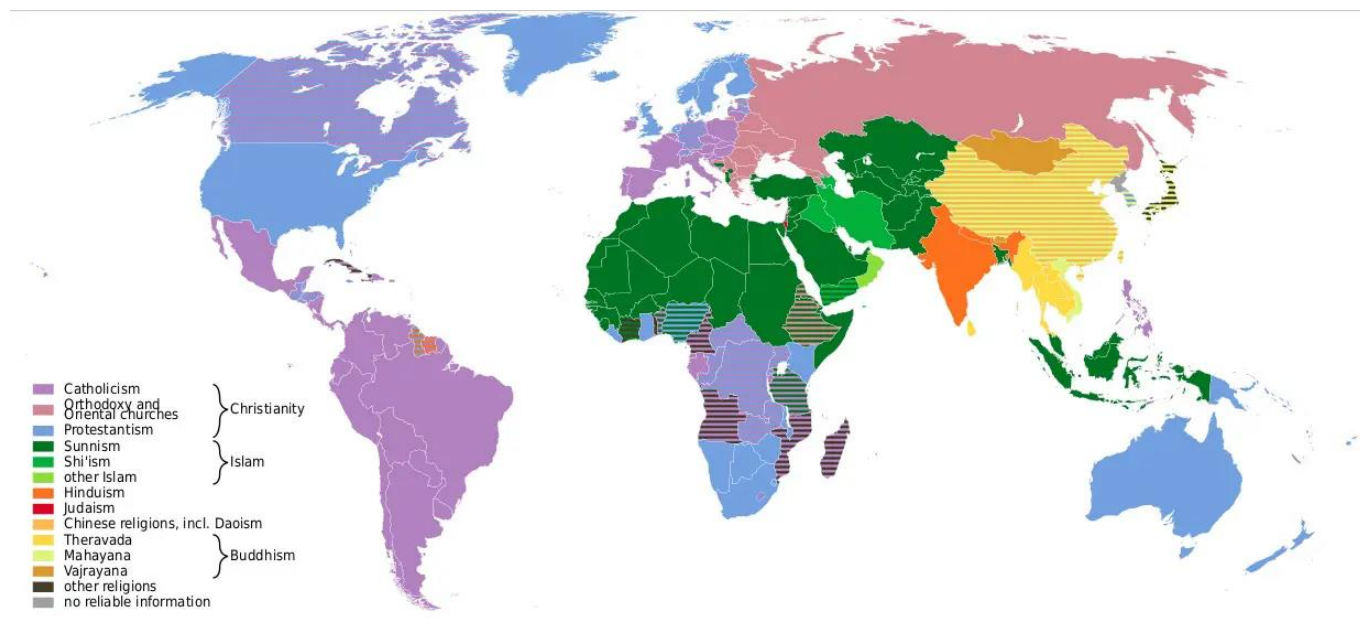 Catholicism
Orthodoxy and
Oriental churches
Protestantism
Christianity
Sunnism
Shi'ism
other Islam
Islam
Hinduism
Judaism
Chinese religions, incl. Daoism
Theravada
Mahayana
Vajrayana
Buddhism
other religions
no reliable information